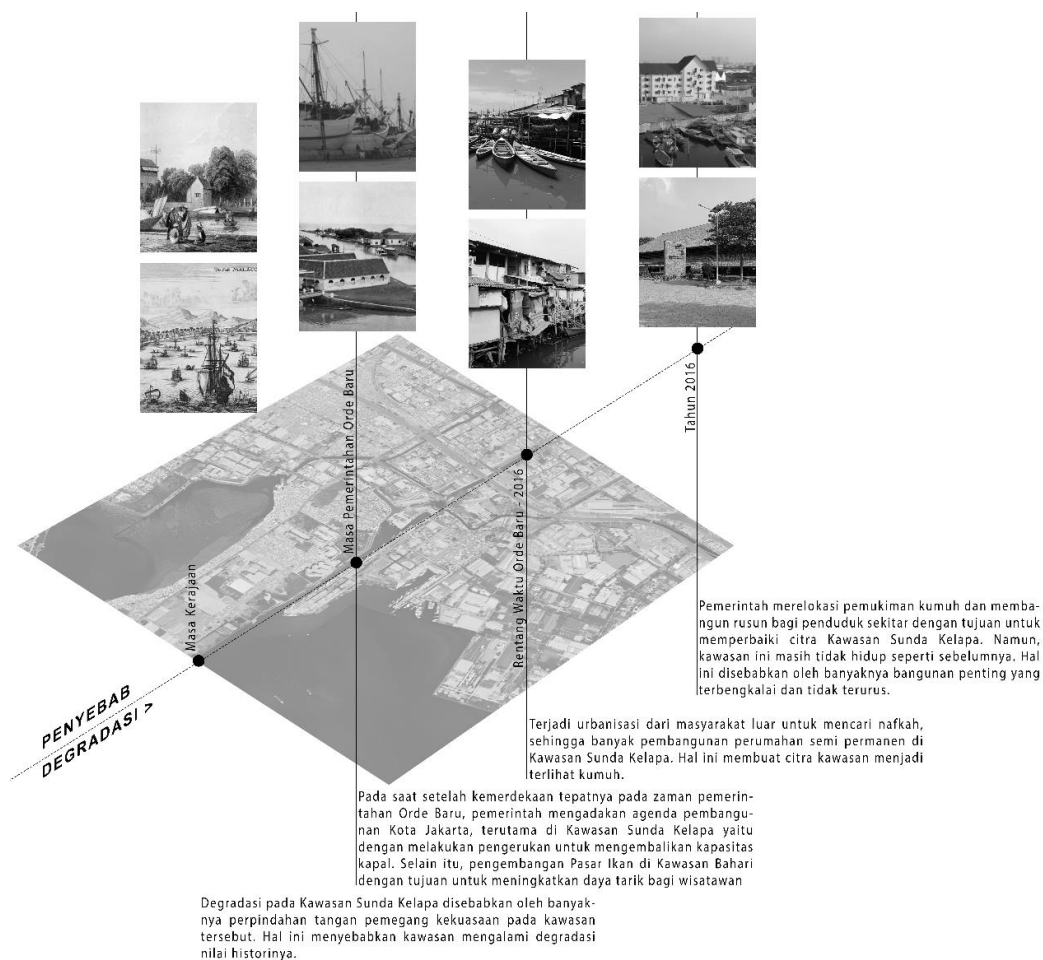 PENYEBAB
DEGRADASI >
Masa Kerajaan
Masa Pemerintahan Orde Baru
Rentang Waktu Orde Baru - 2016
Tahun 2016
Pemerintah merelokasi pemukiman kumuh dan memba-
ngun rusun bagi penduduk sekitar dengan tujuan untuk
memperbaiki citra Kawasan Sunda Kelapa. Namun,
kawasan ini masih tidak hidup seperti sebelumnya. Hal
ini disebabkan oleh banyaknya bangunan penting yang
terbengkalai dan tidak terurus.
Terjadi urbanisasi dari masyarakat luar untuk mencari nafkah,
sehingga banyak pembangunan perumahan semi permanen di
Kawasan Sunda Kelapa. Hal ini membuat citra kawasan menjadi
terlihat kumuh.
Pada saat setelah kemerdekaan tepatnya pada zaman pemerin-
tahan Orde Baru, pemerintah mengadakan agenda pembangu-
nan Kota Jakarta, terutama di Kawasan Sunda Kelapa yaitu
dengan melakukan pengerukan untuk mengembalikan kapasitas
kapal. Selain itu, pengembangan Pasar Ikan di Kawasan Bahari
dengan tujuan untuk meningkatkan daya tarik bagi wisatawan
Degradasi pada Kawasan Sunda Kelapa disebabkan oleh banyak-
nya perpindahan tangan pemegang kekuasaan pada kawasan
tersebut. Hal ini menyebabkan kawasan mengalami degradasi
nilai historinya.